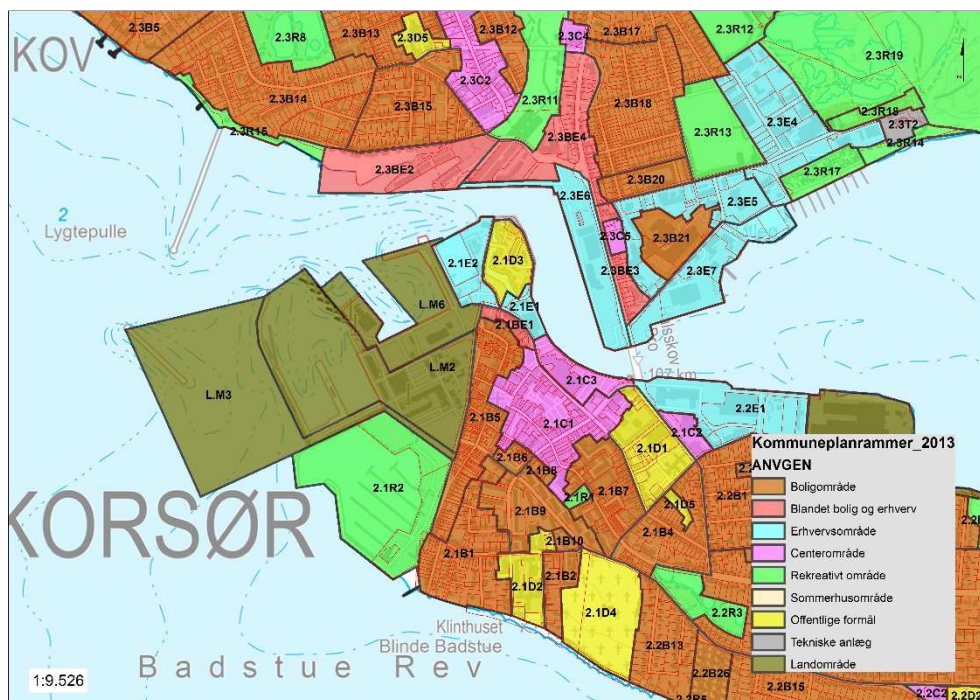 2.3B5
2.3R8
2.3B13
2.3D5
2.3B12
2.3C4
2.3B17
2.3R12
2.3R19
KOV
2.3C2
2.3B14
2.3B15
2.3R11
2.3B18
2.3E4
2.3R18
2.3T2
2.3R15
2.3BE4
2.3R13
2.3R14
2.3BE2
2.3B20
2.3R17
2.3E6
2.3E5
2
Lygtepulle
2.3C5
2.3B21
2.1E2
2.1D3
2.3BE3
2.3E7
L.M6
2.1E1
2.1BE1
107 km
L.M3
L.M2
2.1C3
2.1B5
2.1C1
2.1C2
2.2E1
2.1D1
2.1B6
2.1B8
2.1R2
2.1R1
2.1B7
2.1D5
2.2B1
KORSØR
2.1B9
2.1B4
2.1B10
2.1B1
2.1D2
2.1B2
2.1D4
2.2R3
Klinthuset
Blinde Badstue
Badstue Rev
2.2B13
2.2B26
2.2B15
2.2C2
1:9.526
Kommuneplanrammer_2013
ANVGEN
Boligområde
Blandet bolig og erhverv
Erhvervsområde
Centerområde
Rekreativt område
Sommerhusområde
Offentlige formål
Tekniske anlæg
Landområde